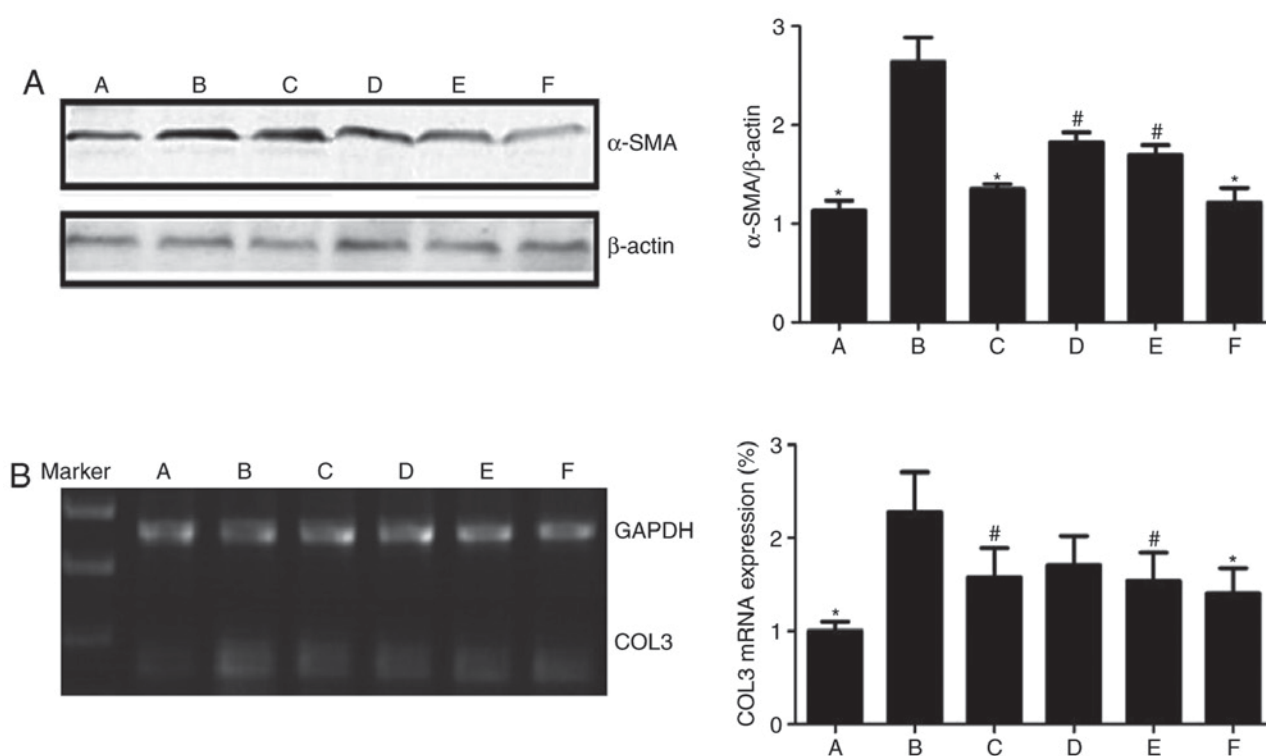 A
A B C D E F
α-SMA
β-actin
3
2
1
0
α-SMA/β-actin
* * # # *
A B C D E F
B
Marker A B C D E F
GAPDH
COL3
3
2
1
0
COL3 mRNA expression (%)
* # # *
A B C D E F